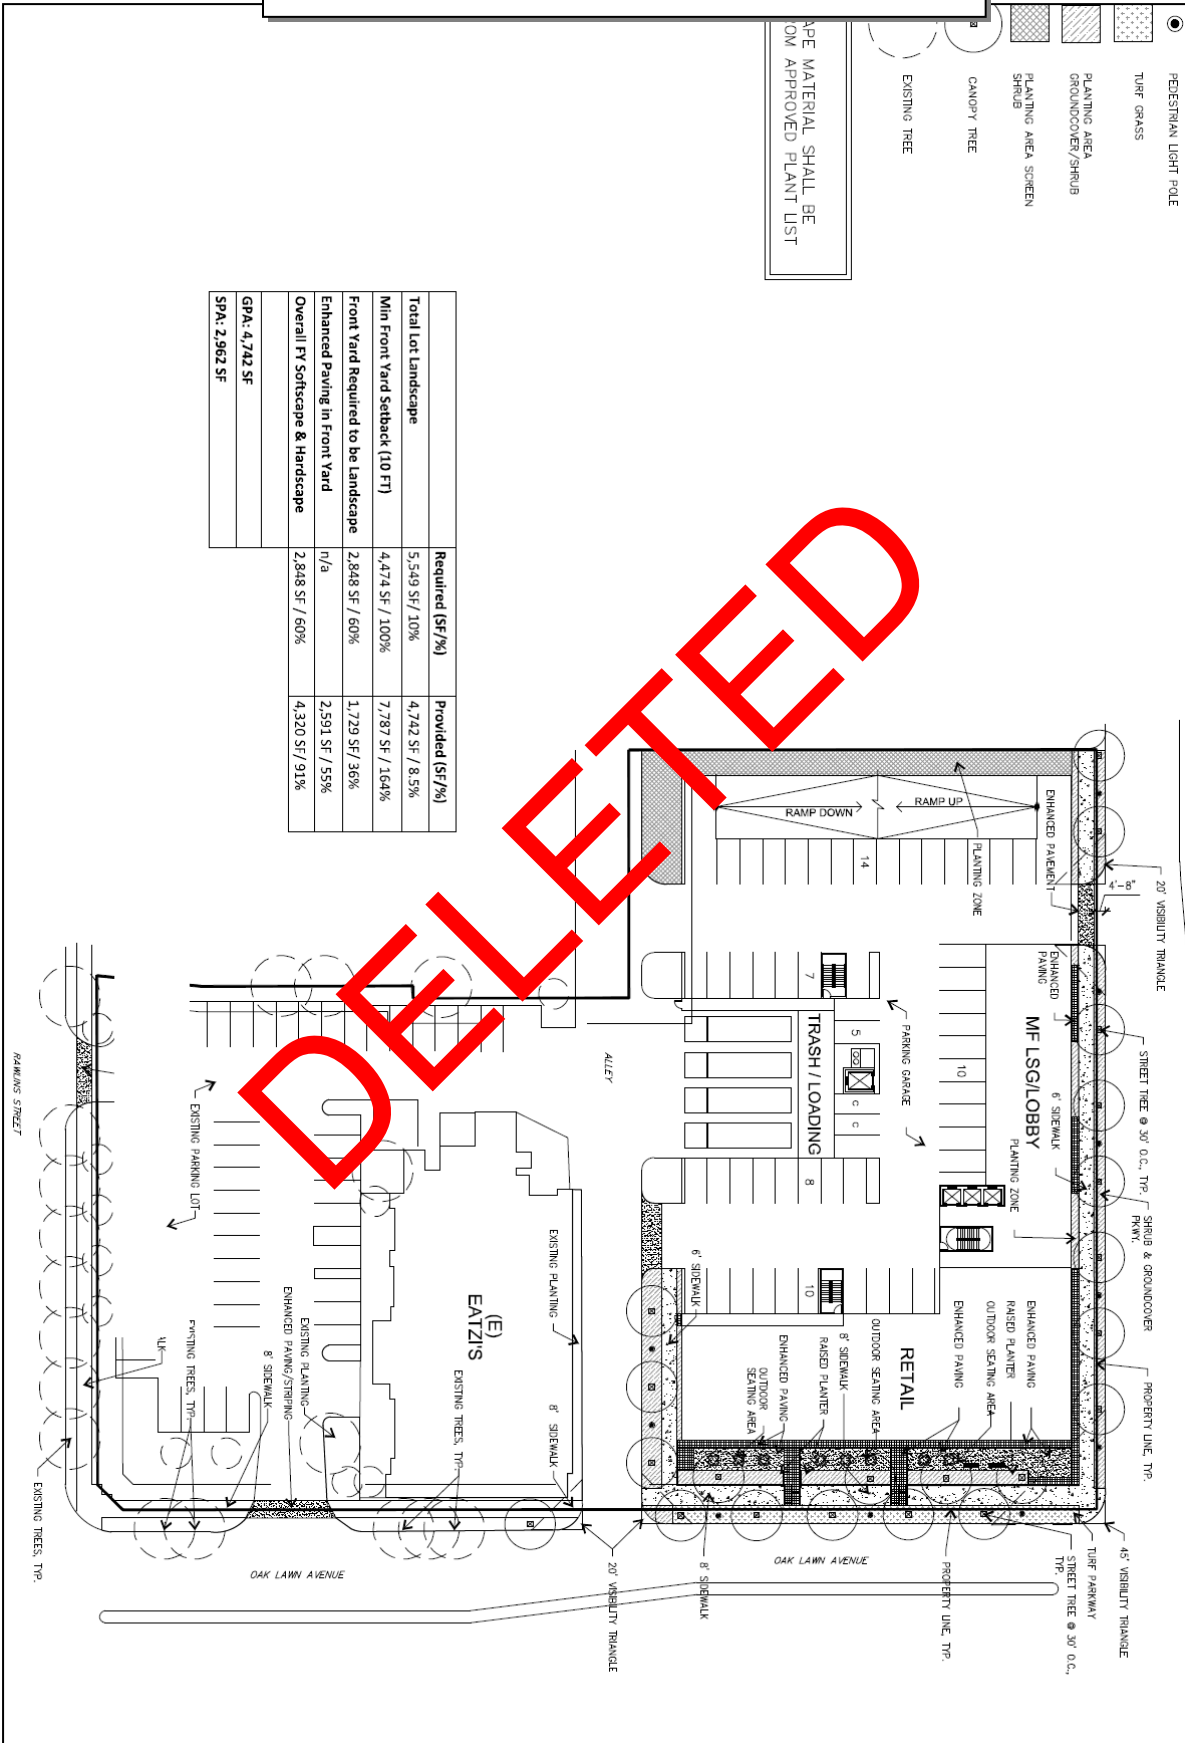 PEDESTRIAN LIGHT POLE
TURF GRASS
PLANTING AREA
GROUNDCOVER/SHRUB
PLANTING AREA SCREEN
SHRUB
CANOPY TREE
EXISTING TREE
APE MATERIAL SHALL BE
OM APPROVED PLANT LIST
Required (SF/%) Provided (SF/%)
Total Lot Landscape 5,549 SF/ 10% 4,742 SF / 8.5%
Min Front Yard Setback (10 FT) 4,474 SF / 100% 7,787 SF / 164%
Front Yard Required to be Landscape 2,848 SF / 60% 1,729 SF/ 36%
Enhanced Paving in Front Yard n/a 2,591 SF / 55%
Overall FY Softscape & Hardscape 2,848 SF / 60% 4,320 SF/ 91%
GPA: 4,742 SF
SPA: 2,962 SF
DELETED
20' VISIBILITY TRIANGLE
STREET TREE @ 30' O.C., TYP.
SHRUB & GROUNDCOVER
PKWY.
PROPERTY LINE, TYP.
45' VISIBILITY TRIANGLE
4'-8"
ENHANCED PAVEMENT
RAMP DOWN
RAMP UP
PLANTING ZONE
14
ENHANCED
PAVING
MF LSG/LOBBY
6' SIDEWALK
PLANTING ZONE
10
PARKING GARAGE
7
5
C
C
TRASH / LOADING
8
10
6' SIDEWALK
RETAIL
ENHANCED PAVING
RAISED PLANTER
OUTDOOR SEATING AREA
ENHANCED PAVING
OUTDOOR SEATING AREA
8' SIDEWALK
RAISED PLANTER
ENHANCED PAVING
OUTDOOR
SEATING AREA
TURF PARKWAY
STREET TREE @ 30' O.C.,
TYP.
PROPERTY LINE, TYP.
OAK LAWN AVENUE
8' SIDEWALK
20' VISIBILITY TRIANGLE
ALLEY
EXISTING PLANTING
8' SIDEWALK
(E)
EATZI'S
EXISTING TREES, TYP.
EXISTING PARKING LOT
EXISTING PLANTING
ENHANCED PAVING/STRIPING
8' SIDEWALK
EXISTING TREES, TYP.
LK
OAK LAWN AVENUE
EXISTING TREES, TYP.
RAWLINS STREET